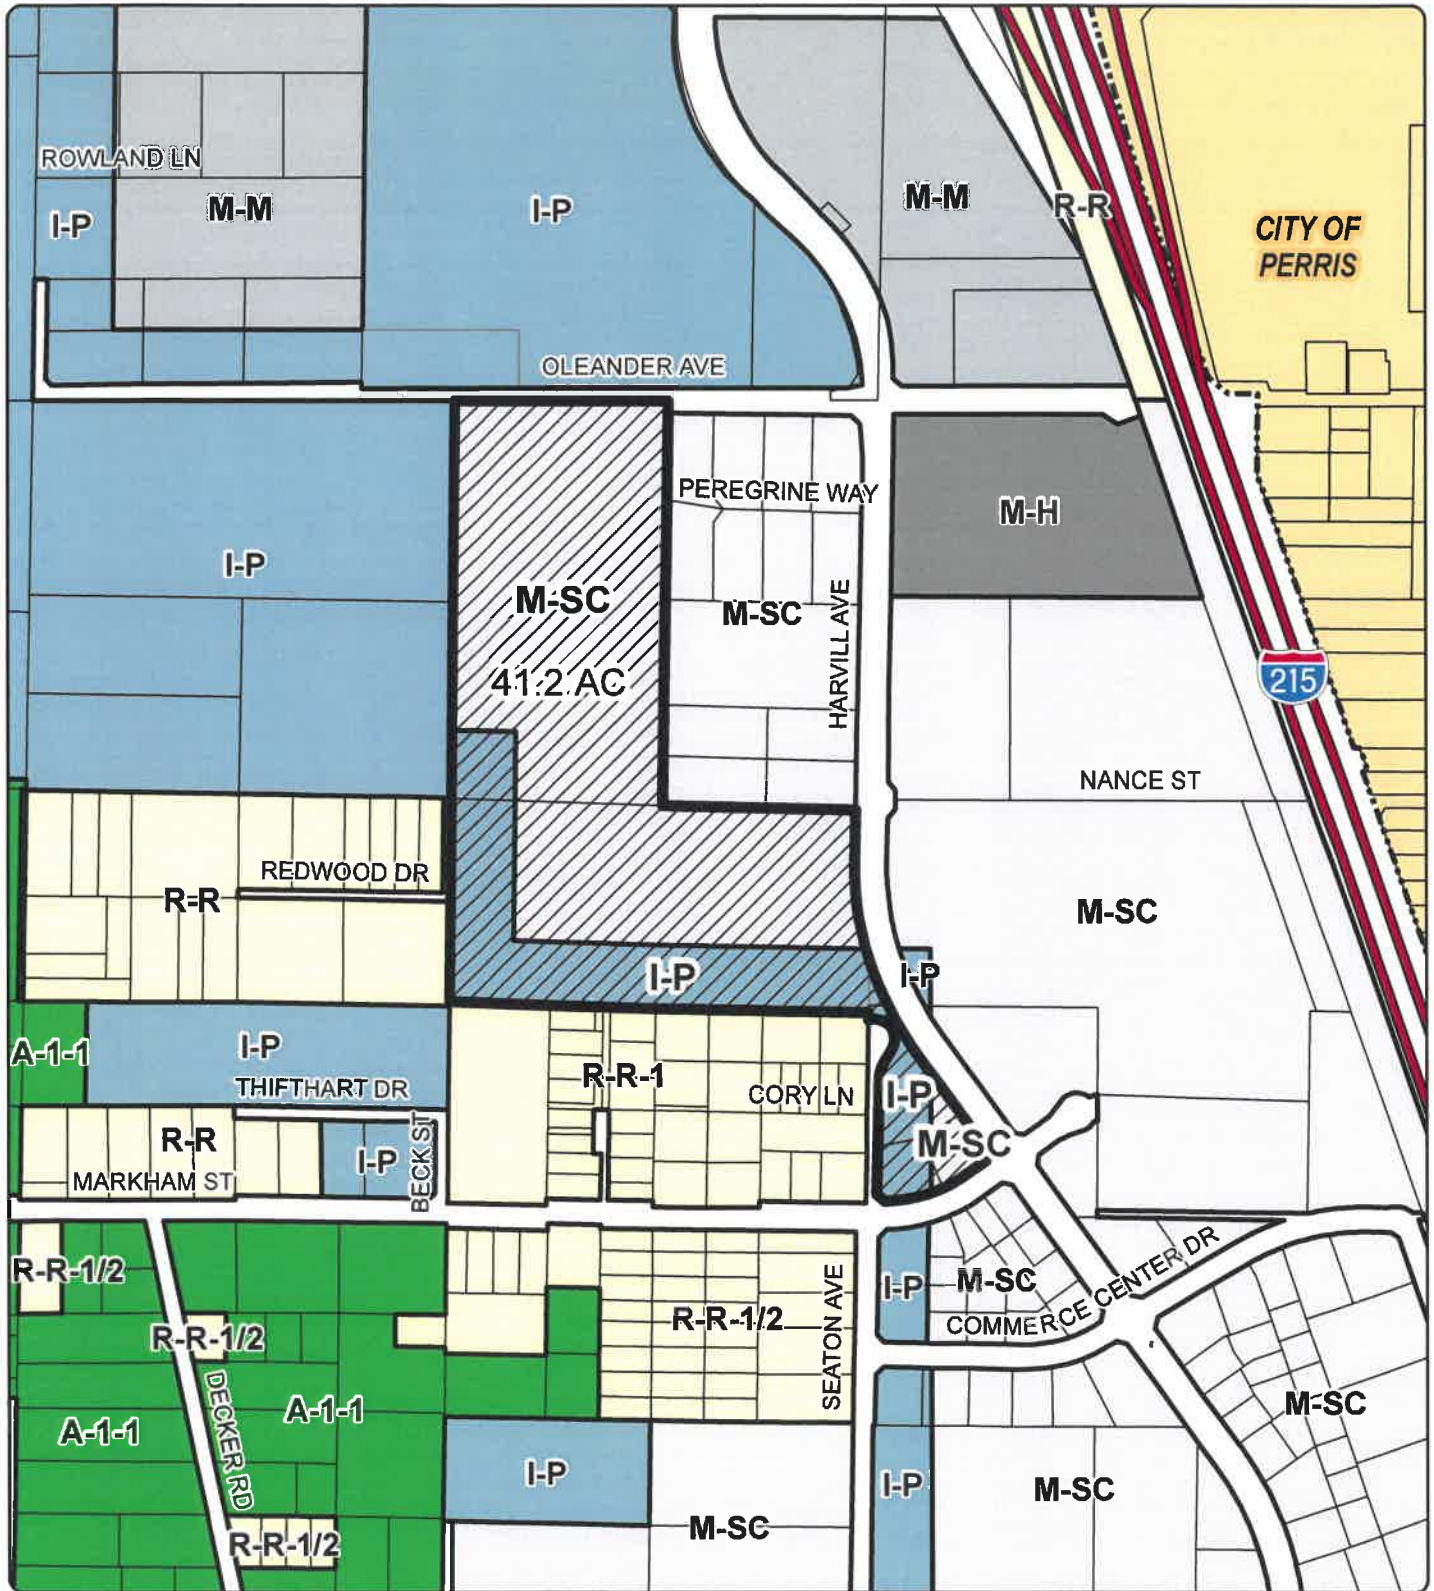 ROWLAND LN
I-P
M-M
I-P
M-M
R-R
CITY OF
PERRIS
OLEANDER AVE
PEREGRINE WAY
M-H
I-P
M-SC
41.2 AC
M-SC
HARVILL AVE
215
NANCE ST
REDWOOD DR
R-R
M-SC
I-P
I-P
A-1-1
I-P
THIFTHART DR
R-R-1
CORY LN
I-P
M-SC
R-R
I-P
BECK ST
MARKHAM ST
R-R-1/2
I-P
M-SC
COMMERCE CENTER DR
R-R-1/2
R-R-1/2
SEATON AVE
DECKER RD
A-1-1
A-1-1
M-SC
I-P
I-P
M-SC
M-SC
R-R-1/2